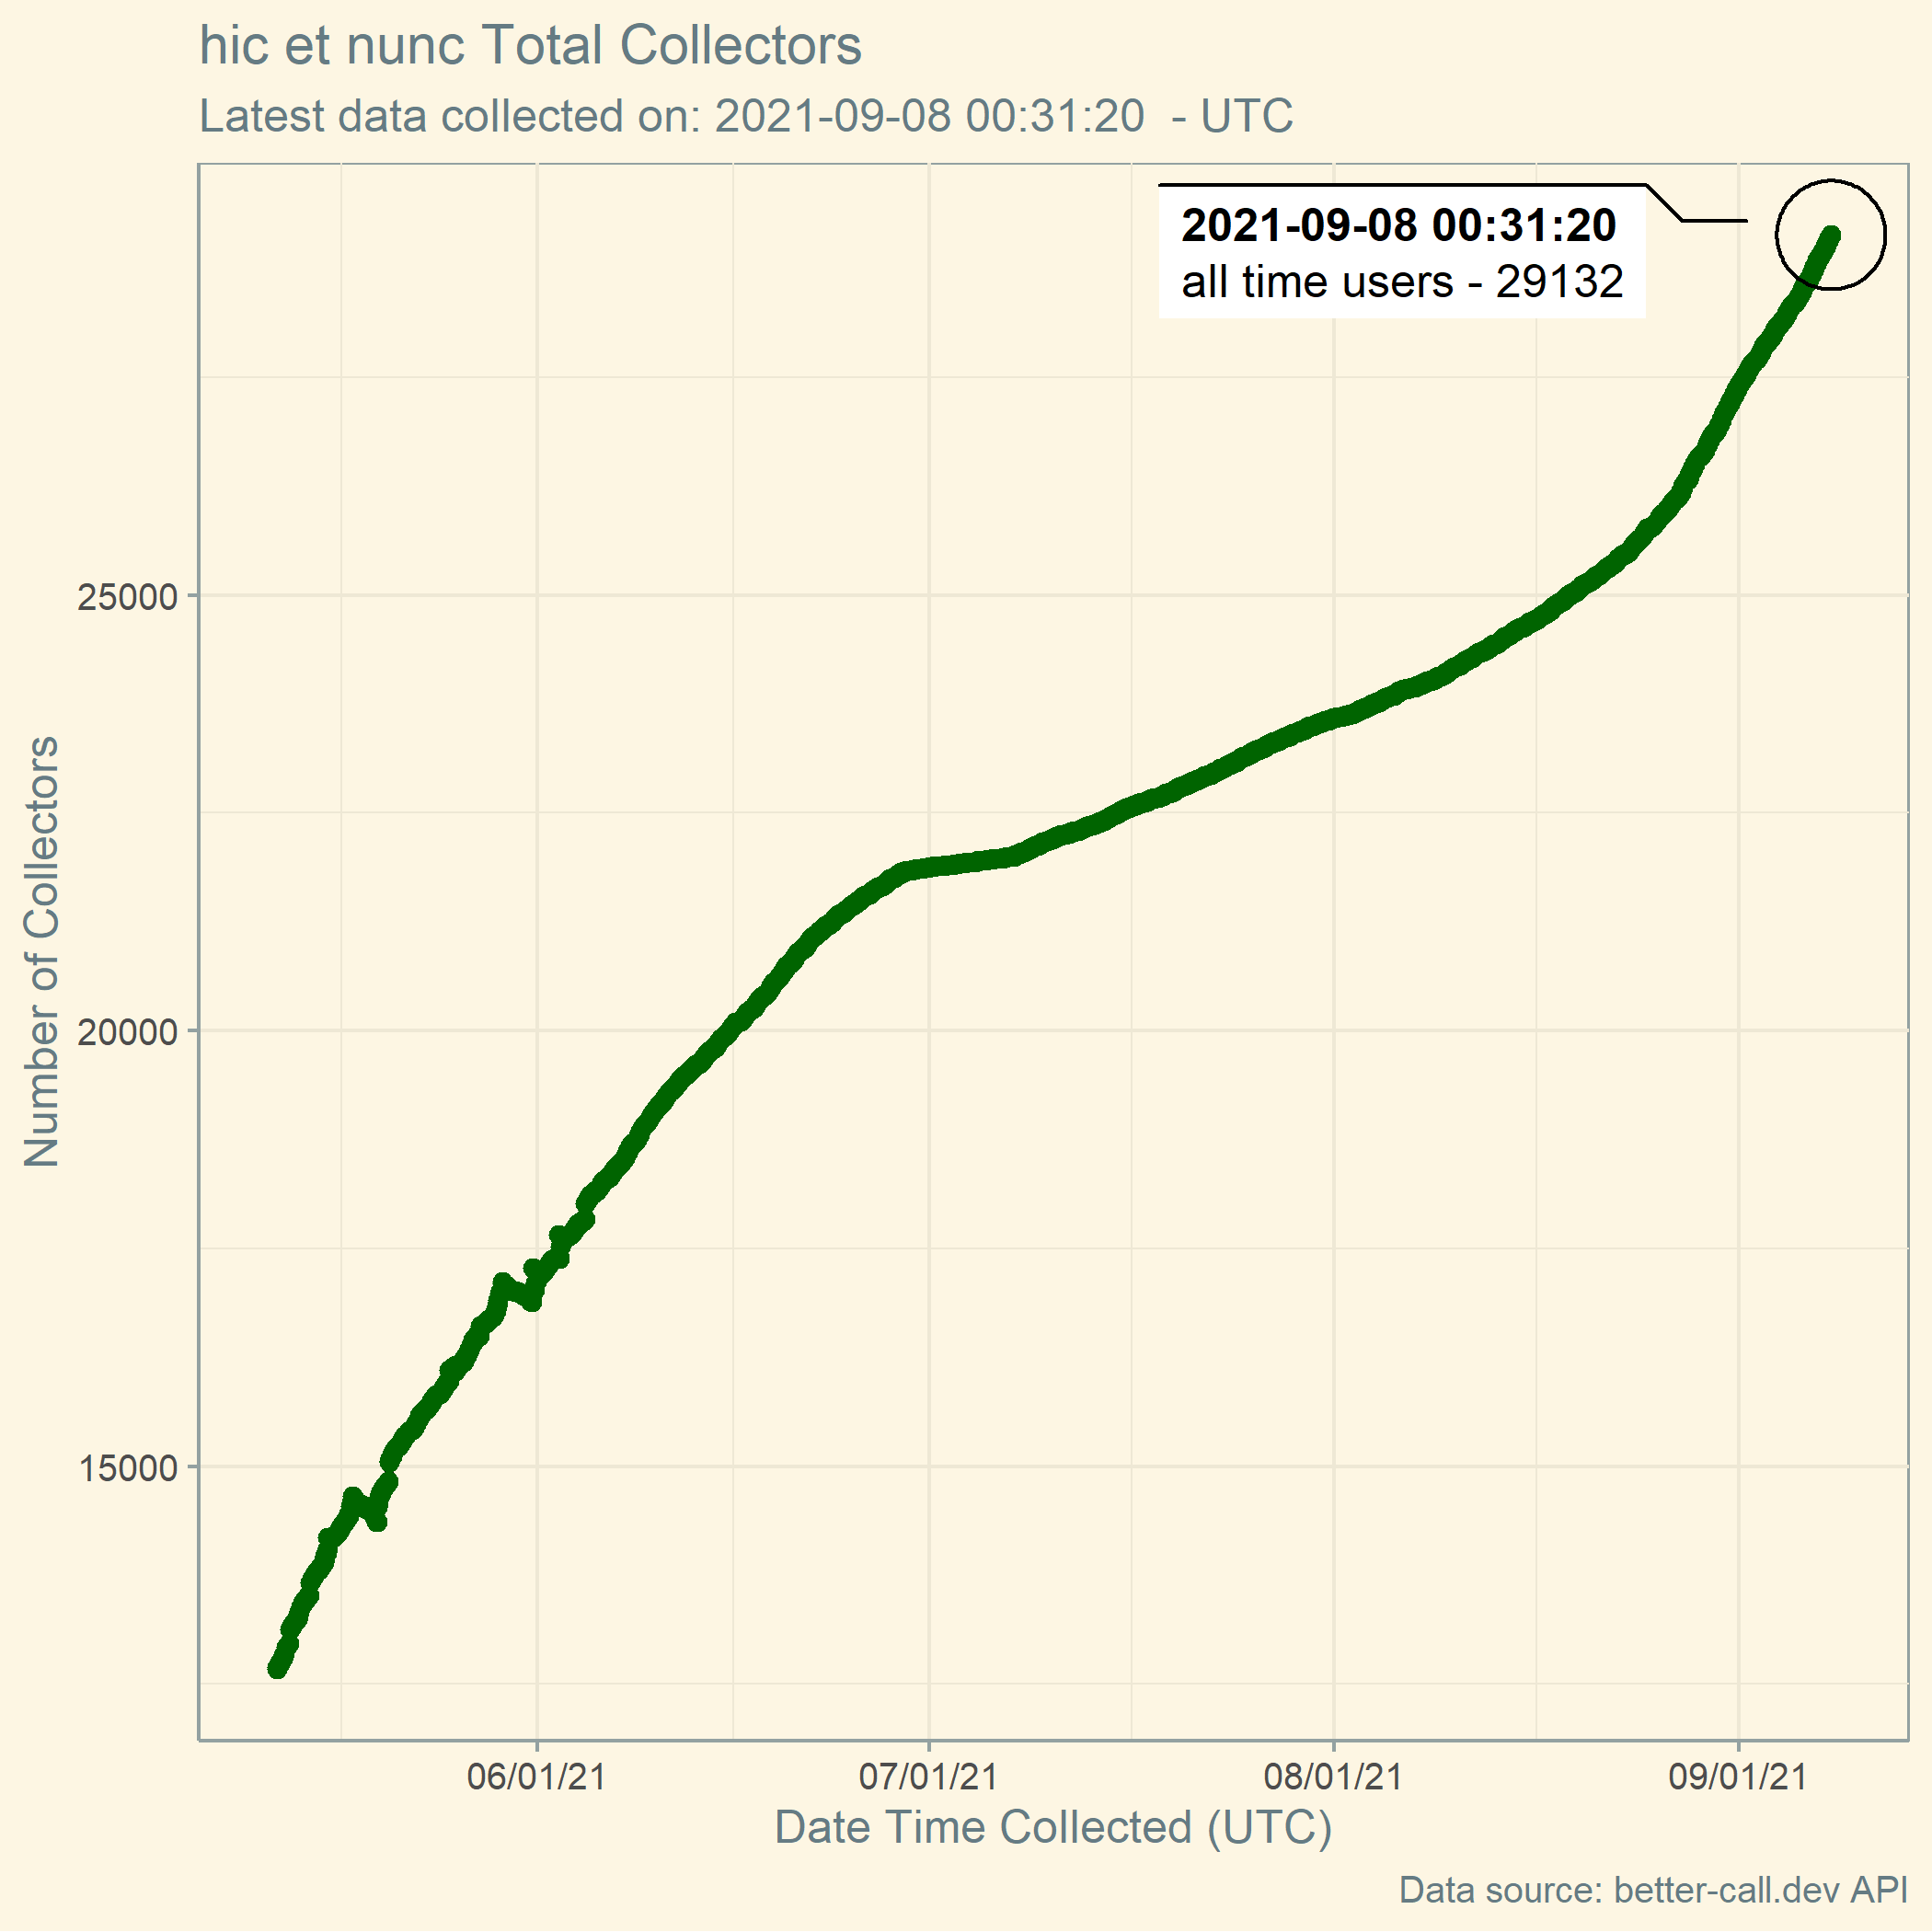 hic et nunc Total Collectors
Latest data collected on: 2021-09-08 00:31:20  - UTC
2021-09-08 00:31:20
all time users - 29132
Number of Collectors
25000
20000
15000
06/01/21
07/01/21
08/01/21
09/01/21
Date Time Collected (UTC)
Data source: better-call.dev API